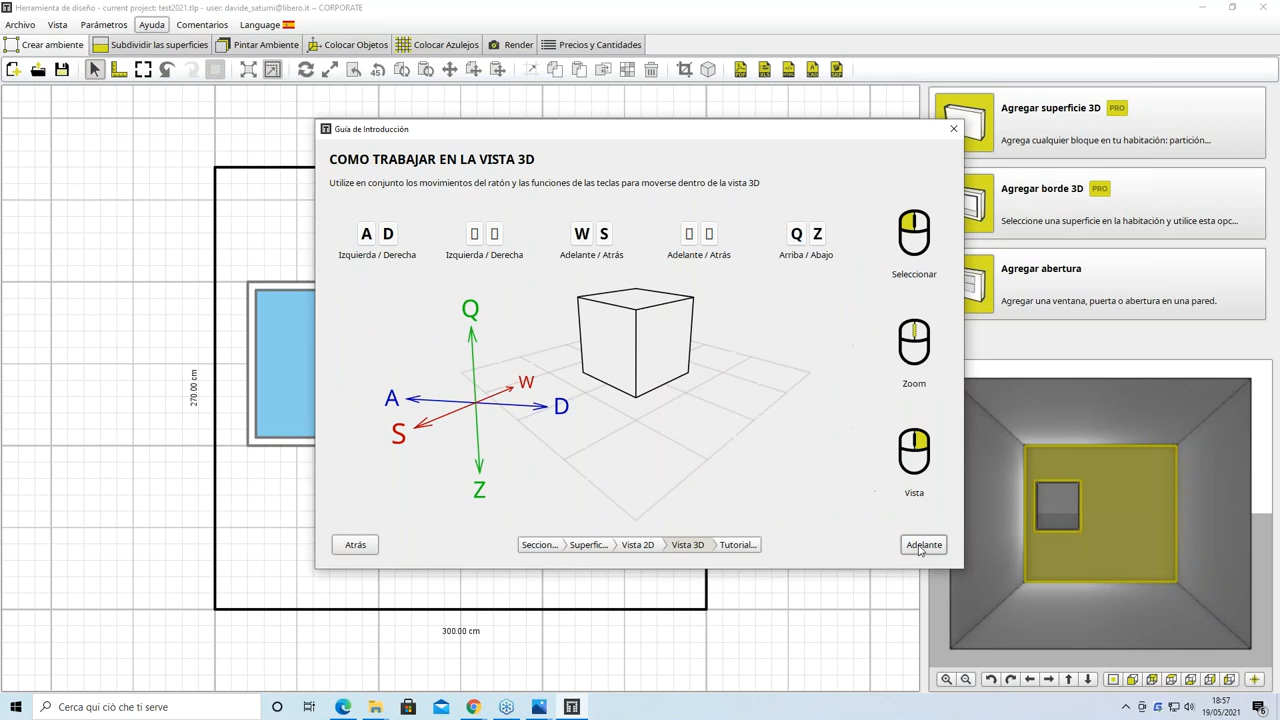 Herramienta de diseño - current project: test2021.tlp - user: davide_saturni@libero.it -- CORPORATE
Archivo Vista Parámetros Ayuda Comentarios Language
Crear ambiente Subdividir las superficies Pintar Ambiente Colocar Objetos Colocar Azulejos Render Precios y Cantidades
Agregar superficie 3D PRO
Agrega cualquier bloque en tu habitación: partición...
Agregar borde 3D PRO
Seleccione una superficie en la habitación y utilice esta opc...
Agregar abertura
Agregar una ventana, puerta o abertura en una pared.
Guía de Introducción
COMO TRABAJAR EN LA VISTA 3D
Utilize en conjunto los movimientos del ratón y las funciones de las teclas para moverse dentro de la vista 3D
A D W S Q Z
Izquierda / Derecha Izquierda / Derecha Adelante / Atrás Adelante / Atrás Arriba / Abajo
Seleccionar
Zoom
Vista
Q
W
A
D
S
Z
Atrás Seccion... Superfic... Vista 2D Vista 3D Tutorial... Adelante
270.00 cm
300.00 cm
Cerca qui ciò che ti serve
18:57
19/05/2021